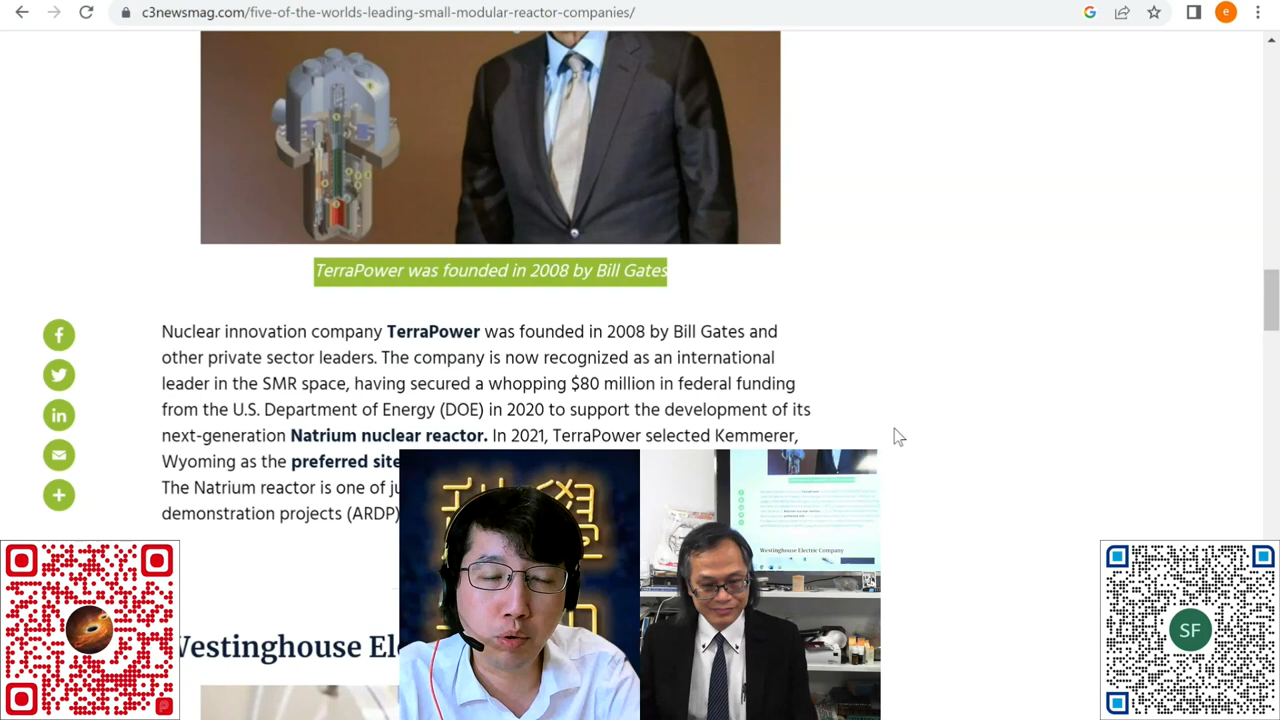 c3newsmag.com/five-of-the-worlds-leading-small-modular-reactor-companies/
TerraPower was founded in 2008 by Bill Gates
Nuclear innovation company TerraPower was founded in 2008 by Bill Gates and
other private sector leaders. The company is now recognized as an international
leader in the SMR space, having secured a whopping $80 million in federal funding
from the U.S. Department of Energy (DOE) in 2020 to support the development of its
next-generation Natrium nuclear reactor. In 2021, TerraPower selected Kemmerer,
Wyoming as the preferred site
The Natrium reactor is one of ju
demonstration projects (ARDP)
Westinghouse Ele
Westinghouse Electric Company
SF